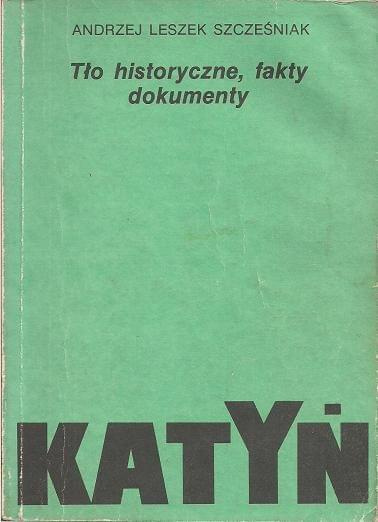 ANDRZEJ LESZEK SZCZEŚNIAK
Tło historyczne, fakty
dokumenty
KATYŃ